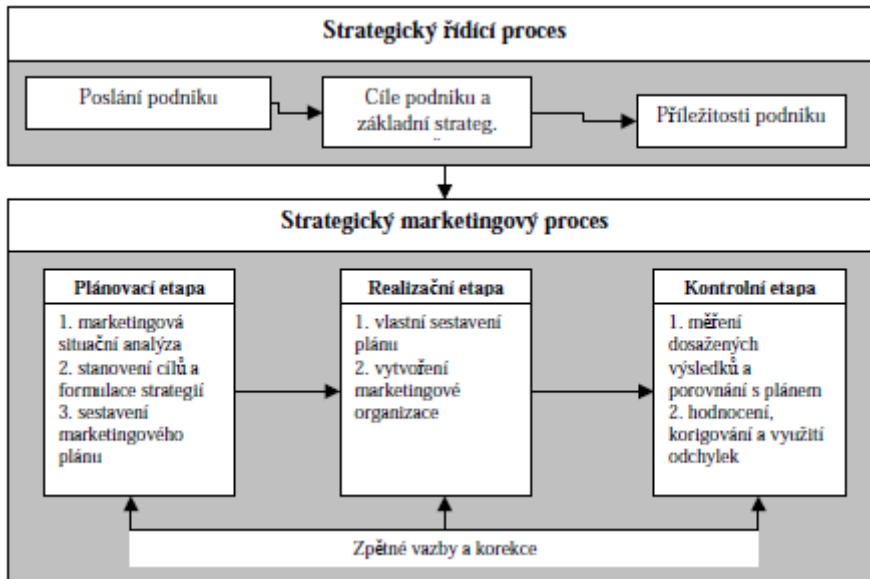 Strategický řídící proces
Poslání podniku
Cíle podniku a
základní strateg.
Příležitosti podniku
Strategický marketingový proces
Plánovací etapa
1. marketingová
situační analýza
2. stanovení cílů a
formulace strategií
3. sestavení
marketingového
plánu
Realizační etapa
1. vlastní sestavení
plánu
2. vytvoření
marketingové
organizace
Kontrolní etapa
1. měření
dosažených
výsledků a
porovnání s plánem
2. hodnocení,
korigování a využití
odchylek
Zpětné vazby a korekce